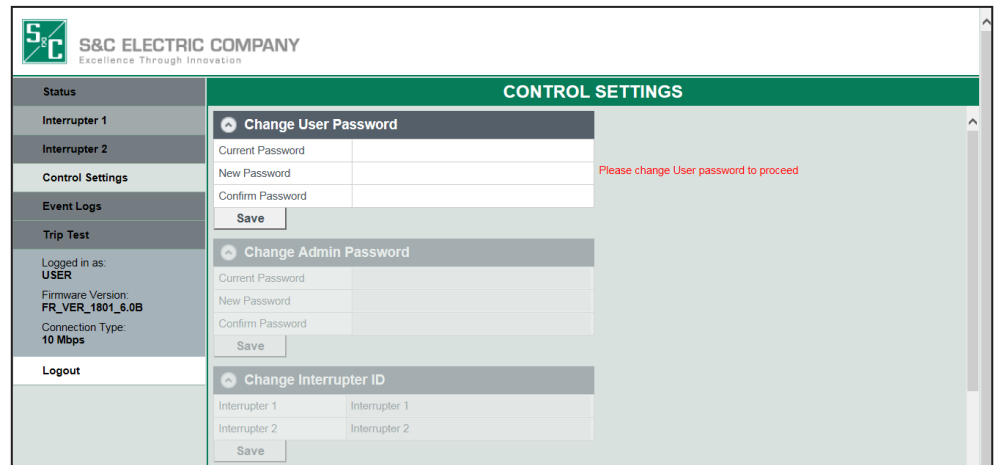 S&C
S&C ELECTRIC COMPANY
Excellence Through Innovation
Status
Interrupter 1
Interrupter 2
Control Settings
Event Logs
Trip Test
Logged in as:
USER
Firmware Version:
FR_VER_1801_6.0B
Connection Type:
10 Mbps
Logout
CONTROL SETTINGS
Change User Password
Current Password
New Password
Confirm Password
Save
Please change User password to proceed
Change Admin Password
Current Password
New Password
Confirm Password
Save
Change Interrupter ID
Interrupter 1 Interrupter 1
Interrupter 2 Interrupter 2
Save